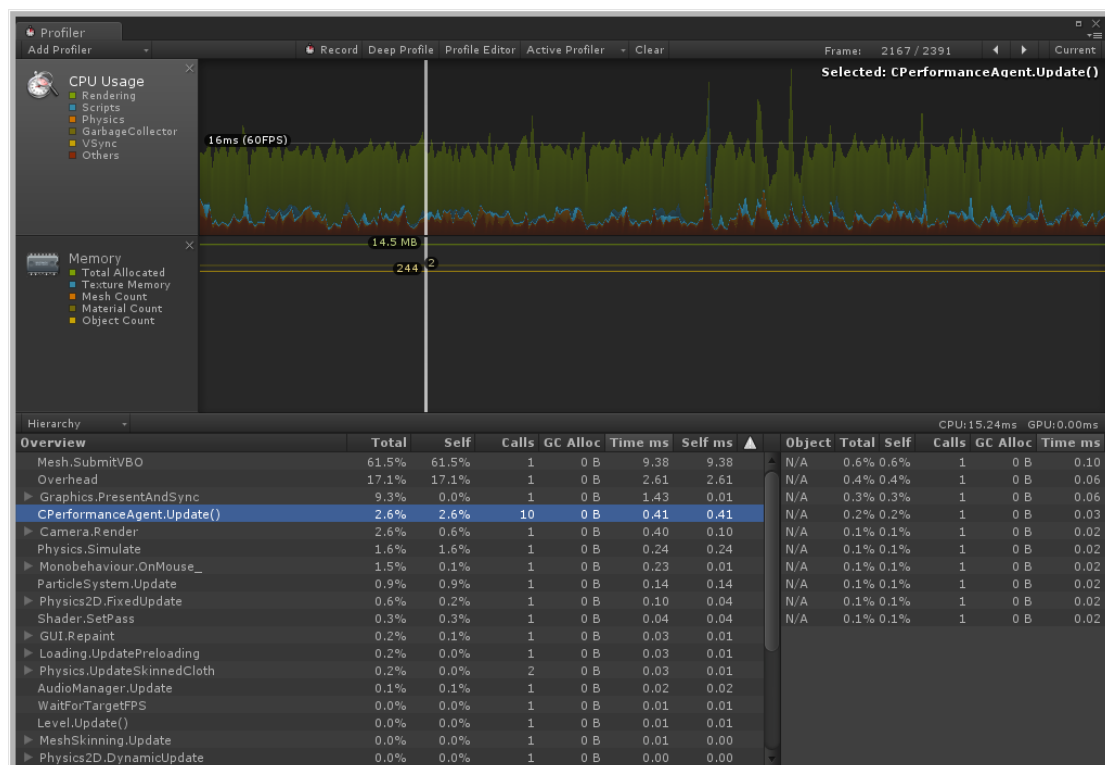 Profiler
Add Profiler Record Deep Profile Profile Editor Active Profiler Clear Frame: 2167 / 2391 Current
Selected: CPerformanceAgent.Update()
CPU Usage
Rendering
Scripts
Physics
GarbageCollector
VSync
Others
16ms (60FPS)
14.5 MB
244 2
Memory
Total Allocated
Texture Memory
Mesh Count
Material Count
Object Count
Hierarchy CPU:15.24ms GPU:0.00ms
Overview Total Self Calls GC Alloc Time ms Self ms Object Total Self Calls GC Alloc Time ms
Mesh.SubmitVBO 61.5% 61.5% 1 0 B 9.38 9.38 N/A 0.6% 0.6% 1 0 B 0.10
Overhead 17.1% 17.1% 1 0 B 2.61 2.61 N/A 0.4% 0.4% 1 0 B 0.06
Graphics.PresentAndSync 9.3% 0.0% 1 0 B 1.43 0.01 N/A 0.3% 0.3% 1 0 B 0.06
CPerformanceAgent.Update() 2.6% 2.6% 10 0 B 0.41 0.41 N/A 0.2% 0.2% 1 0 B 0.03
Camera.Render 2.6% 0.6% 1 0 B 0.40 0.10 N/A 0.1% 0.1% 1 0 B 0.02
Physics.Simulate 1.6% 1.6% 1 0 B 0.24 0.24 N/A 0.1% 0.1% 1 0 B 0.02
Monobehaviour.OnMouse_ 1.5% 0.1% 1 0 B 0.23 0.01 N/A 0.1% 0.1% 1 0 B 0.02
ParticleSystem.Update 0.9% 0.9% 1 0 B 0.14 0.14 N/A 0.1% 0.1% 1 0 B 0.02
Physics2D.FixedUpdate 0.6% 0.2% 1 0 B 0.10 0.04 N/A 0.1% 0.1% 1 0 B 0.02
Shader.SetPass 0.3% 0.3% 1 0 B 0.04 0.04 N/A 0.1% 0.1% 1 0 B 0.02
GUI.Repaint 0.2% 0.1% 1 0 B 0.03 0.01
Loading.UpdatePreloading 0.2% 0.0% 1 0 B 0.03 0.01
Physics.UpdateSkinnedCloth 0.2% 0.0% 2 0 B 0.03 0.01
AudioManager.Update 0.1% 0.1% 1 0 B 0.02 0.02
WaitForTargetFPS 0.0% 0.0% 1 0 B 0.01 0.01
Level.Update() 0.0% 0.0% 1 0 B 0.01 0.01
MeshSkinning.Update 0.0% 0.0% 1 0 B 0.01 0.00
Physics2D.DynamicUpdate 0.0% 0.0% 1 0 B 0.00 0.00